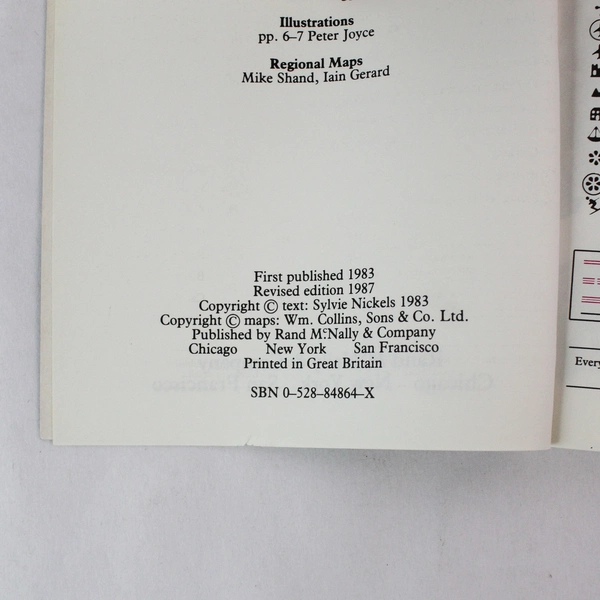 Illustrations
pp. 6–7 Peter Joyce
Regional Maps
Mike Shand, Iain Gerard
First published 1983
Revised edition 1987
Copyright © text: Sylvie Nickels 1983
Copyright © maps: Wm. Collins, Sons & Co. Ltd.
Published by Rand McNally & Company
Chicago New York San Francisco
Printed in Great Britain
SBN 0–528–84864–X